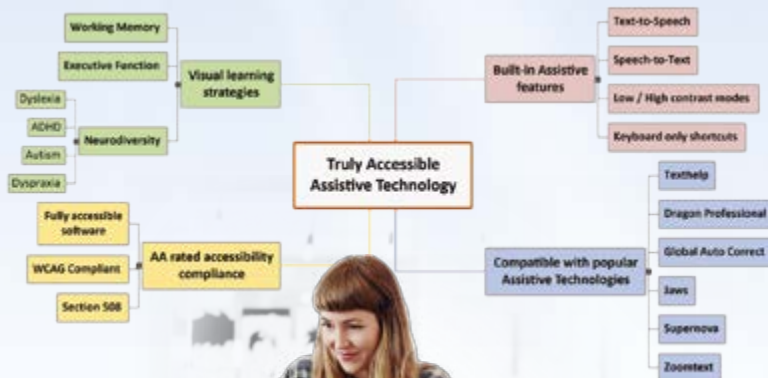 Working Memory
Executive Function
Visual learning
strategies
Dyslexia
ADHD
Autism
Dyspraxia
Neurodiversity
Fully accessible
software
WCAG Compliant
Section 508
AA rated accessibility
compliance
Truly Accessible
Assistive Technology
Built-In Assistive
features
Text-to-Speech
Speech-to-Text
Low / High contrast modes
Keyboard only shortcuts
Compatible with popular
Assistive Technologies
Texthelp
Dragon Professional
Global Auto Correct
Jaws
Supernova
Zoomtext